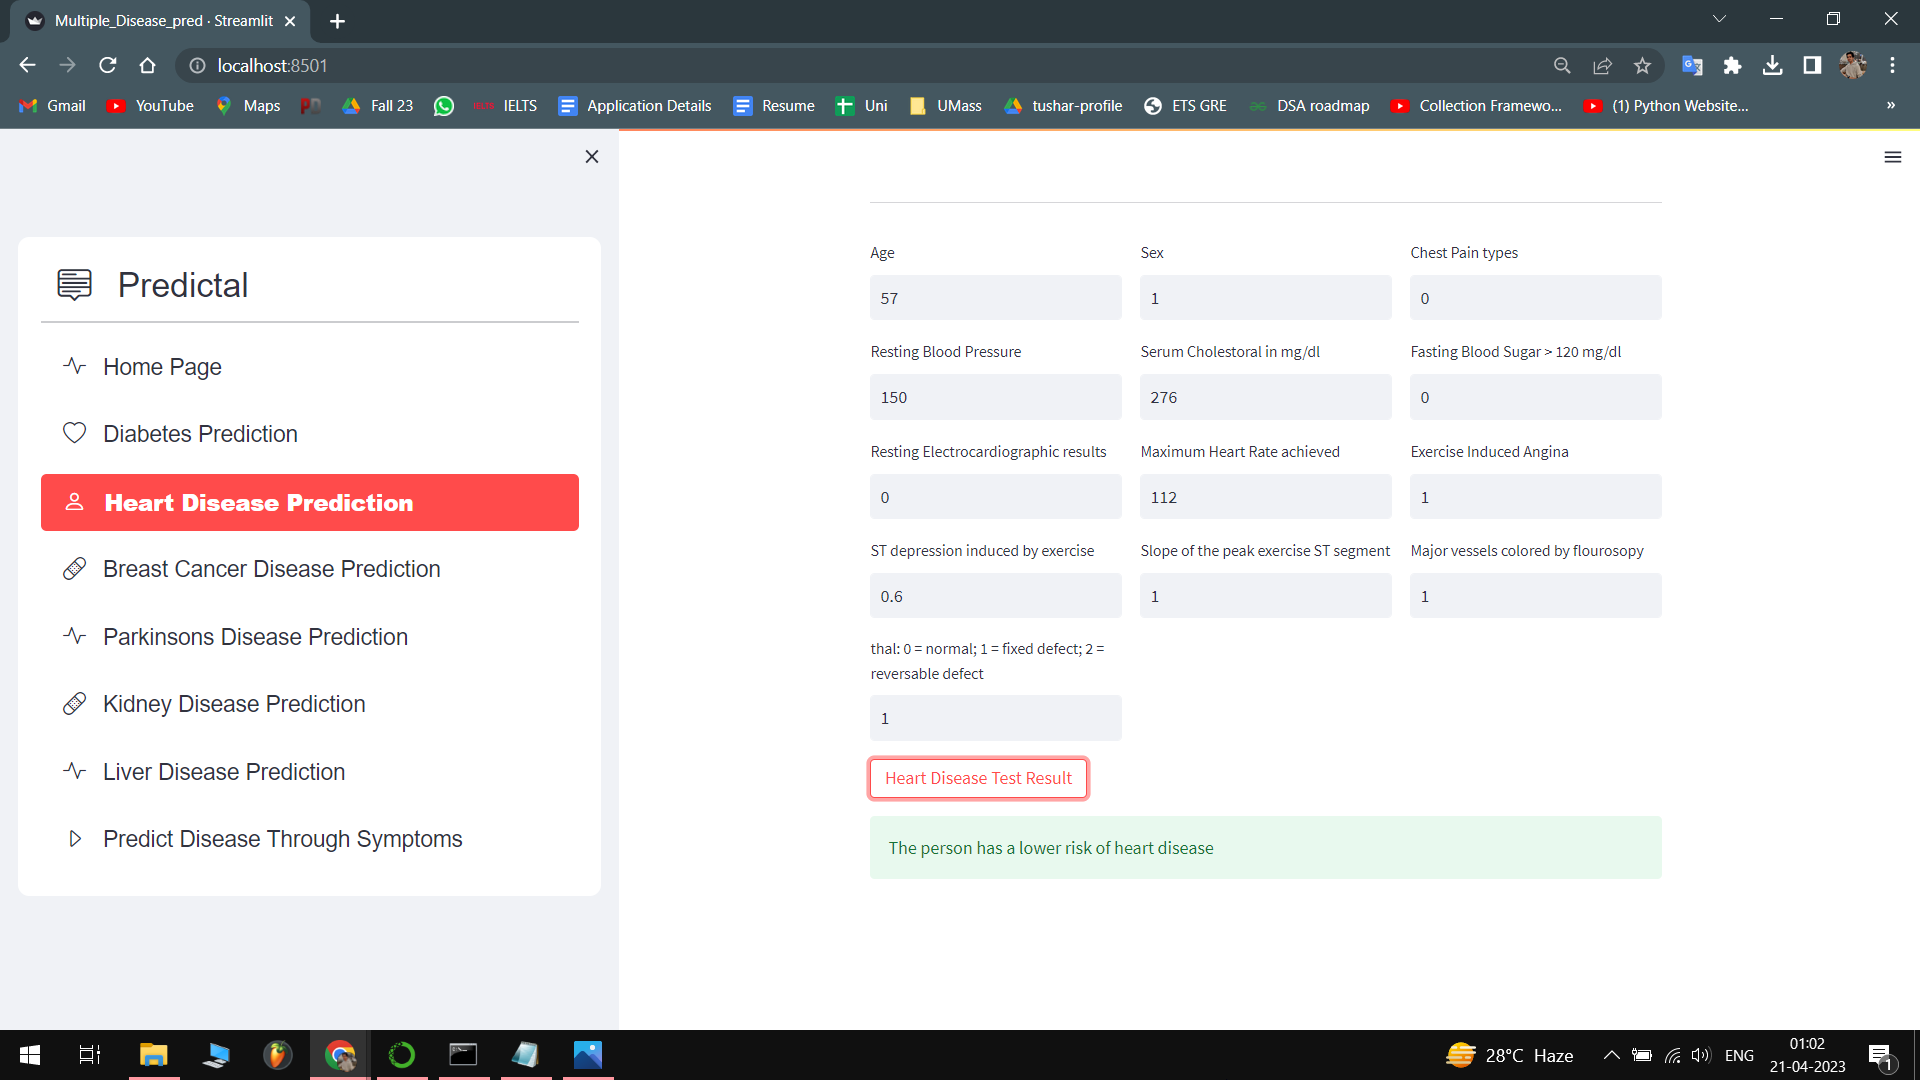 Multiple_Disease_pred · Streamlit
localhost:8501
Gmail YouTube Maps Fall 23 IELTS Application Details Resume Uni UMass tushar-profile ETS GRE DSA roadmap Collection Framewo... (1) Python Website... »
Predictal
Home Page
Diabetes Prediction
Heart Disease Prediction
Breast Cancer Disease Prediction
Parkinsons Disease Prediction
Kidney Disease Prediction
Liver Disease Prediction
Predict Disease Through Symptoms
Age Sex Chest Pain types
57 1 0
Resting Blood Pressure Serum Cholestoral in mg/dl Fasting Blood Sugar > 120 mg/dl
150 276 0
Resting Electrocardiographic results Maximum Heart Rate achieved Exercise Induced Angina
0 112 1
ST depression induced by exercise Slope of the peak exercise ST segment Major vessels colored by flourosopy
0.6 1 1
thal: 0 = normal; 1 = fixed defect; 2 =
reversable defect
1
Heart Disease Test Result
The person has a lower risk of heart disease
28°C Haze ENG 01:02
21-04-2023
1